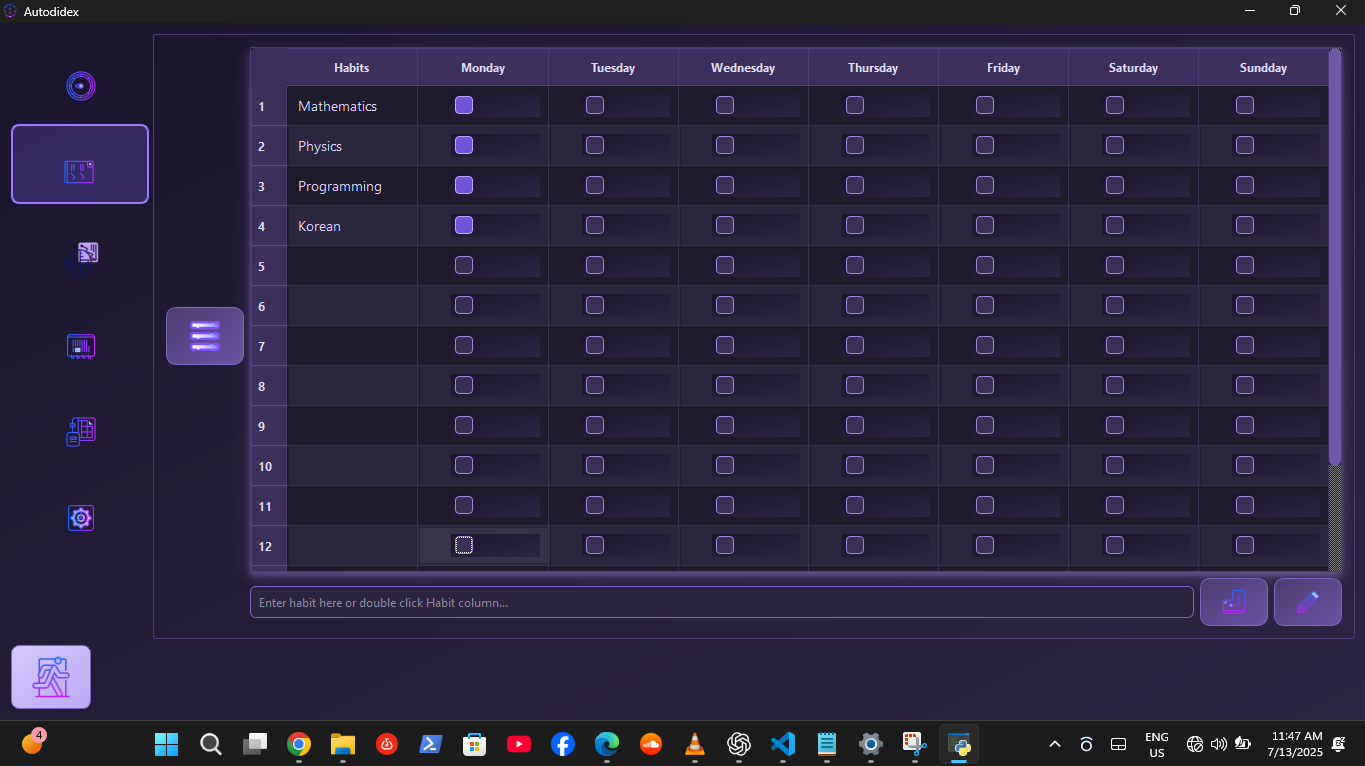 Autodidex
Habits Monday Tuesday Wednesday Thursday Friday Saturday Sundday
1 Mathematics
2 Physics
3 Programming
4 Korean
5
6
7
8
9
10
11
12
Enter habit here or double click Habit column...
4
ENG
US
11:47 AM
7/13/2025